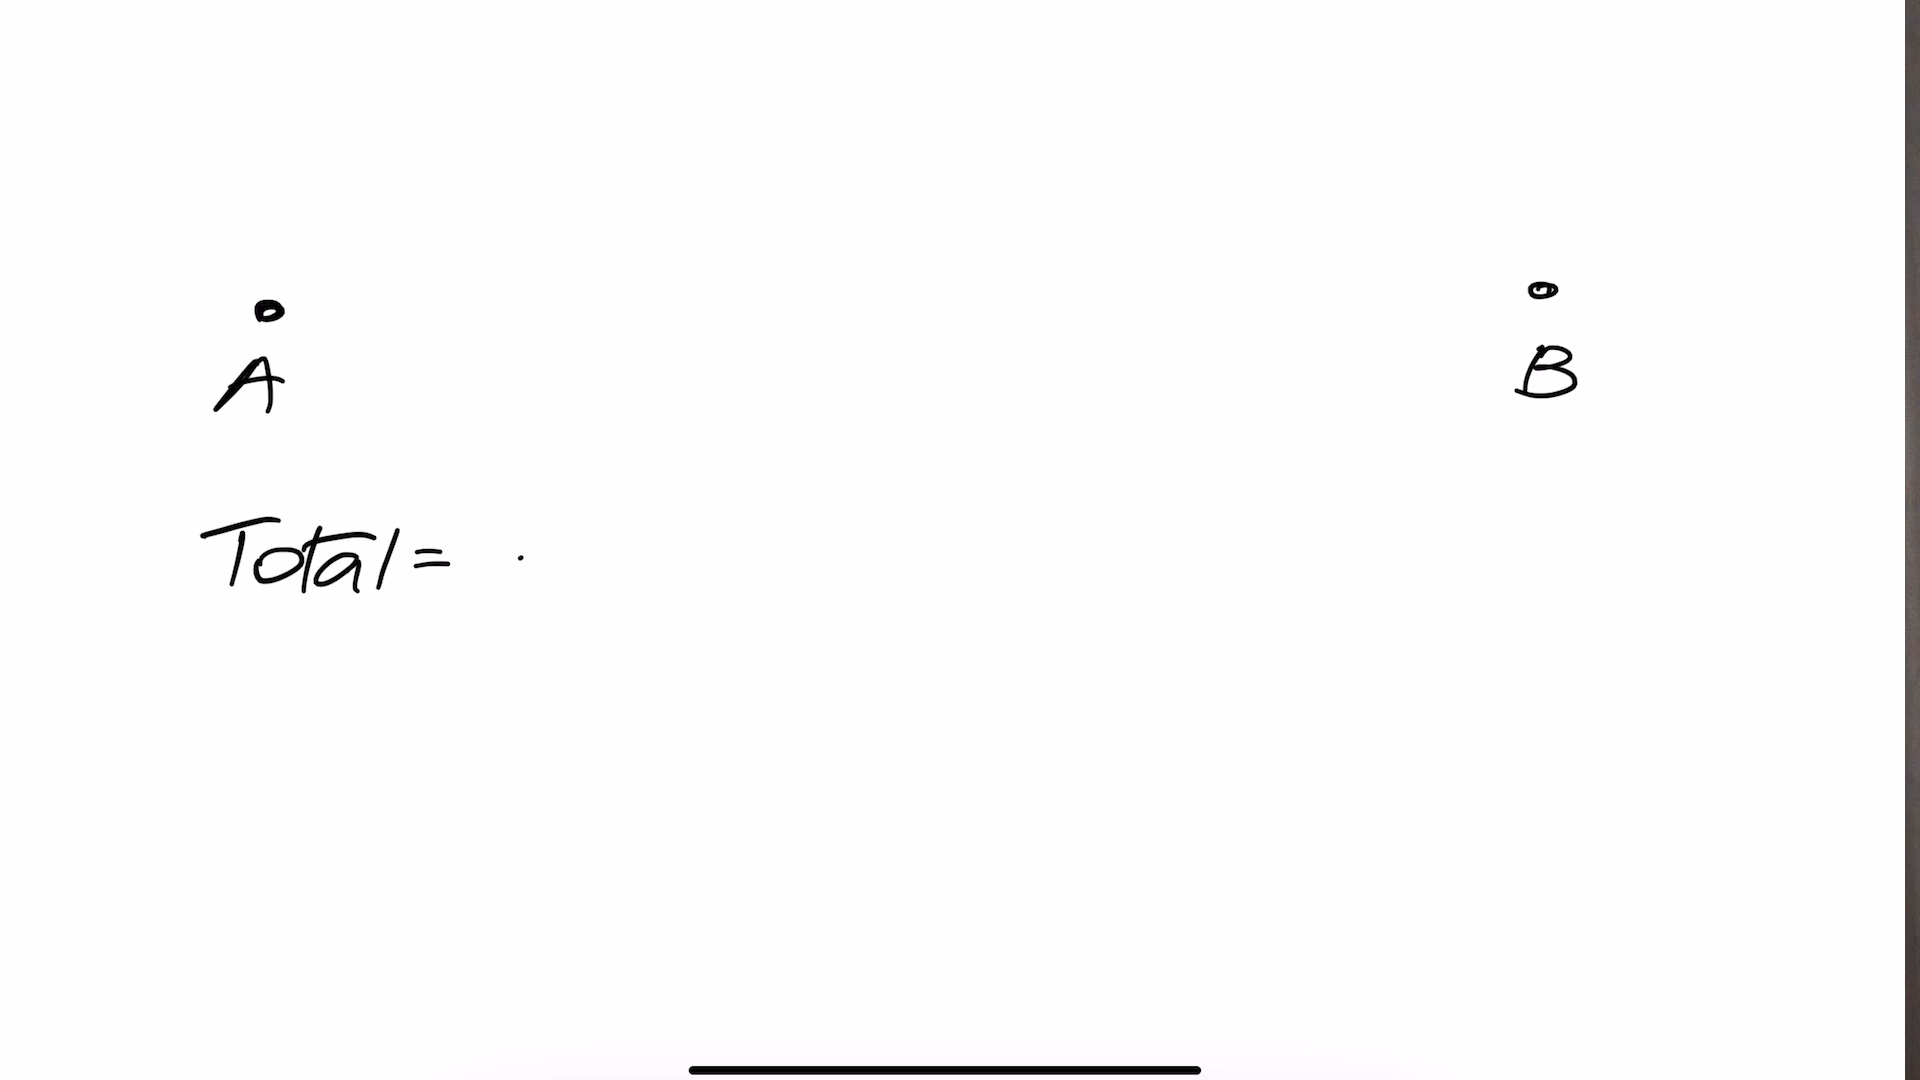 A B
Total = .